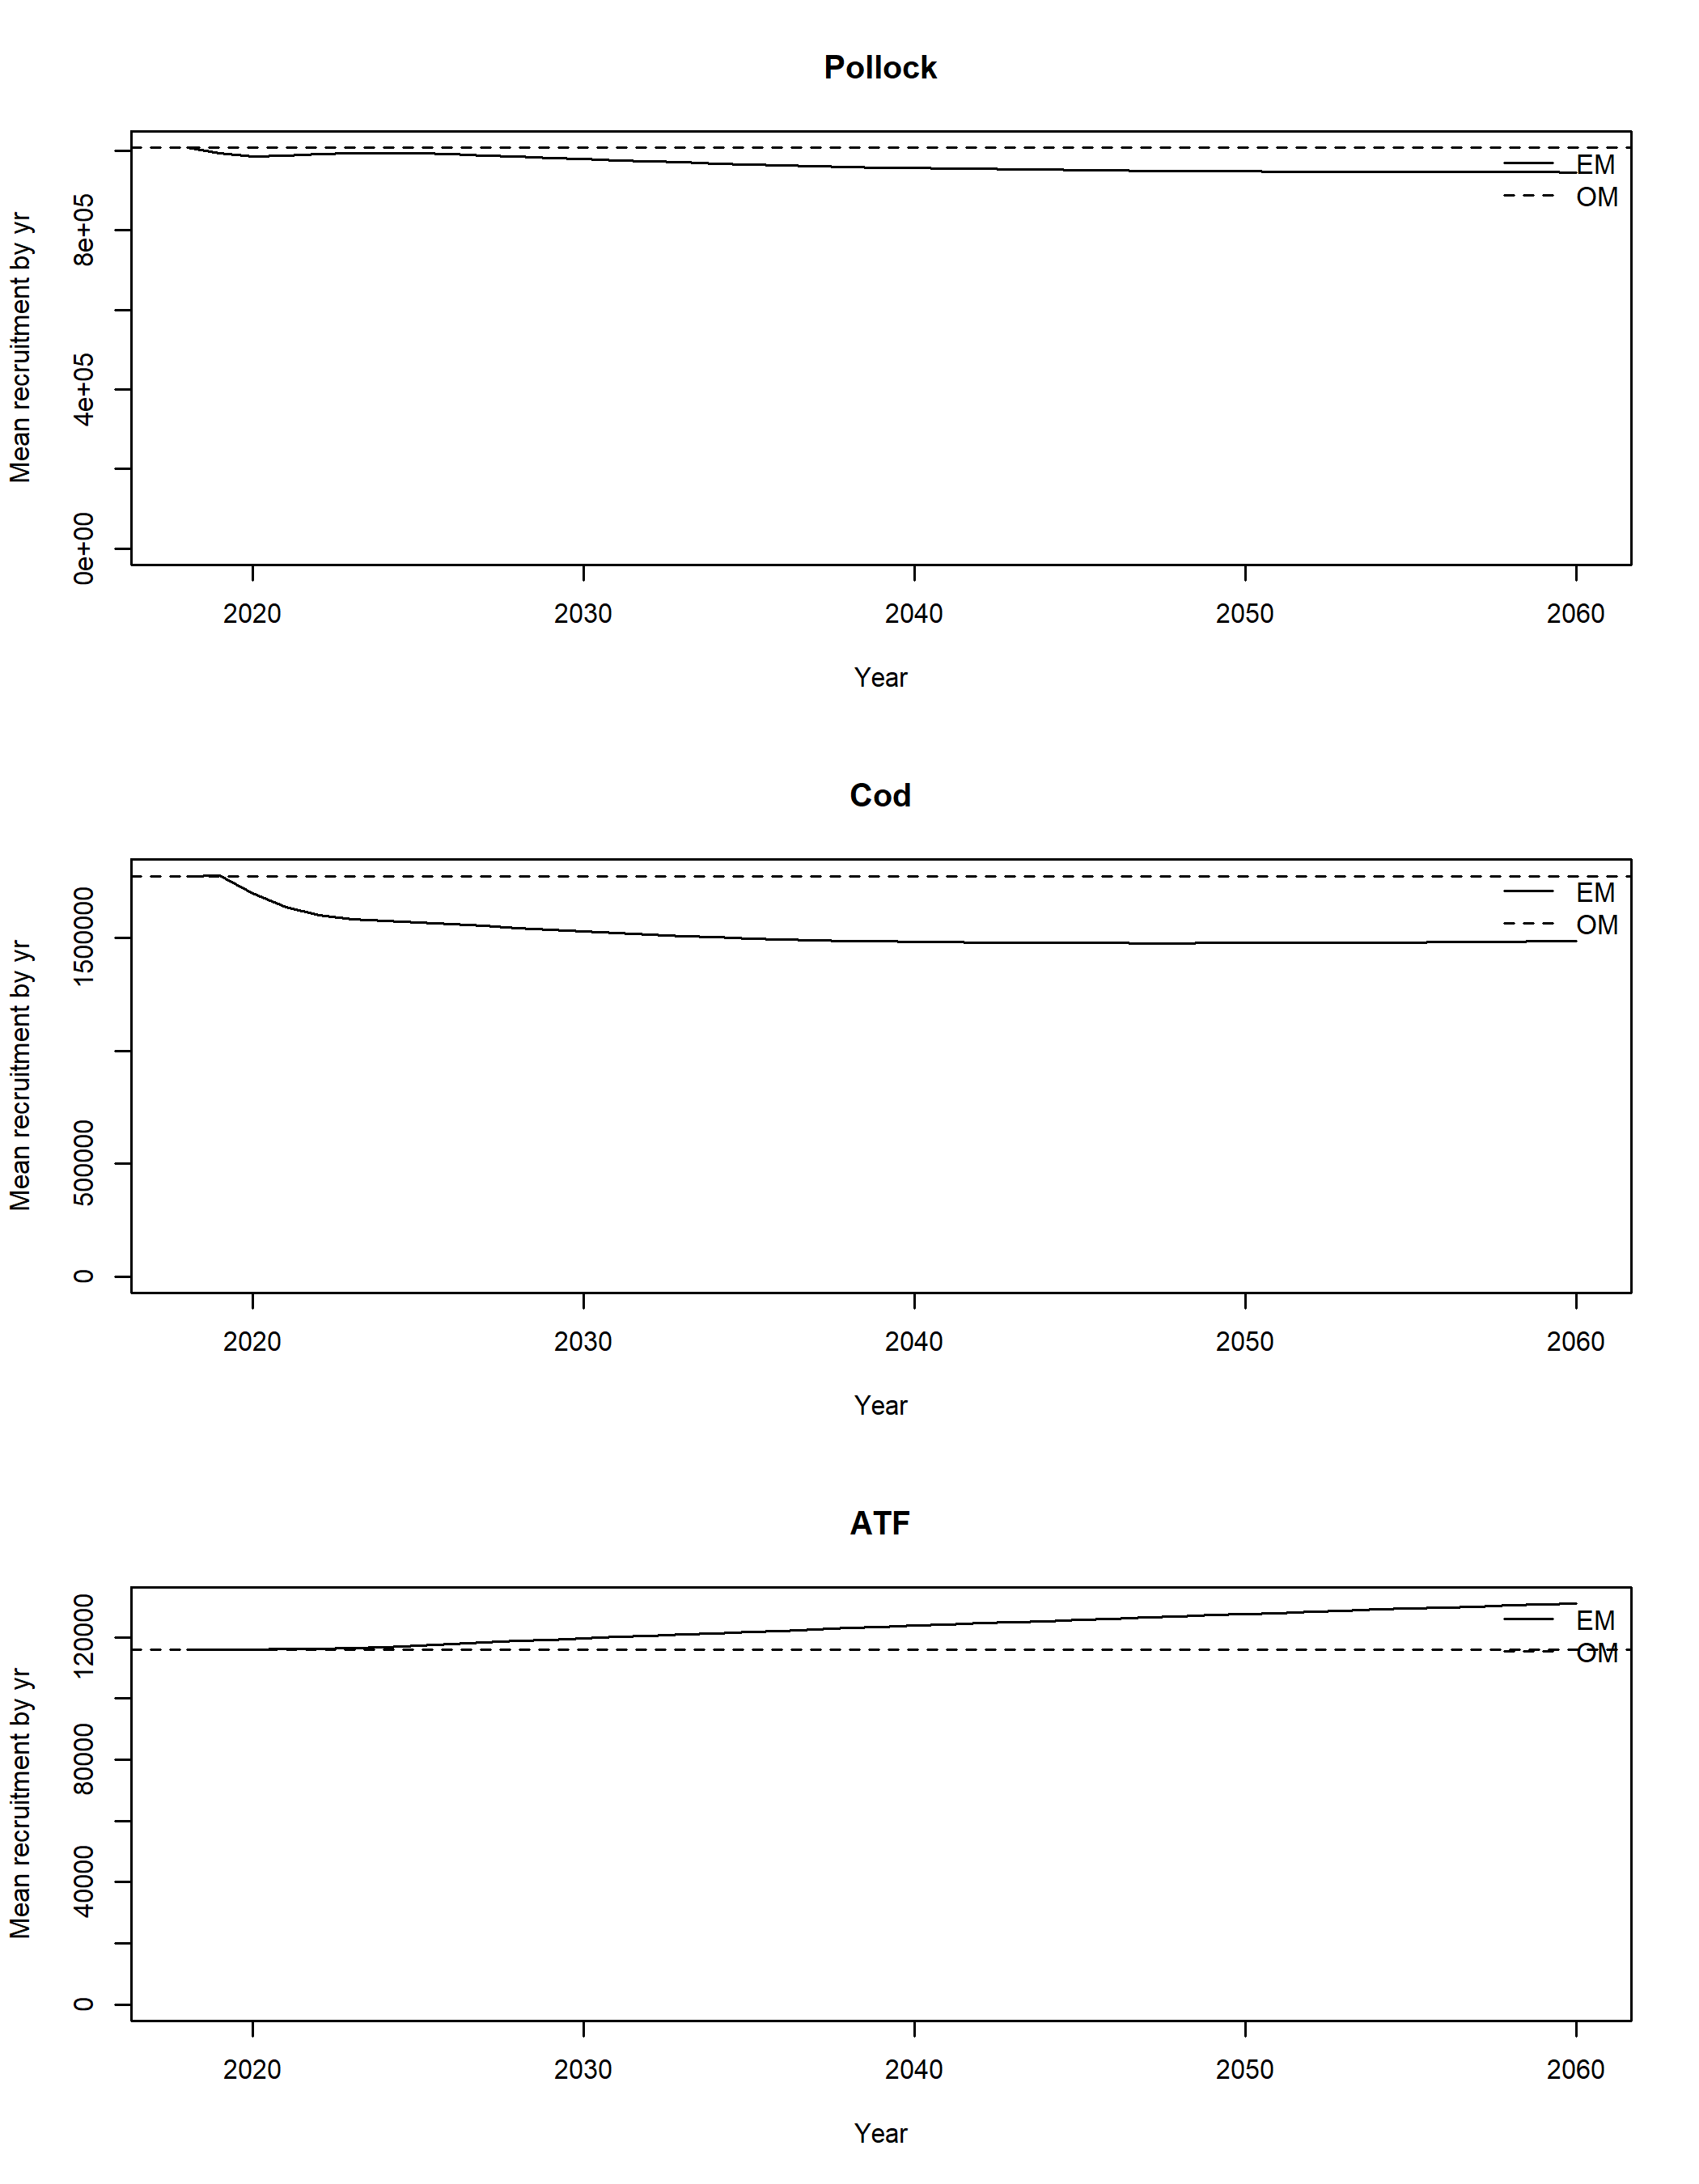 Pollock
Mean recruitment by yr
8e+05
4e+05
0e+00
EM
OM
2020 2030 2040 2050 2060
Year
Cod
Mean recruitment by yr
1500000
500000
0
EM
OM
2020 2030 2040 2050 2060
Year
ATF
Mean recruitment by yr
120000
80000
40000
0
EM
OM
2020 2030 2040 2050 2060
Year